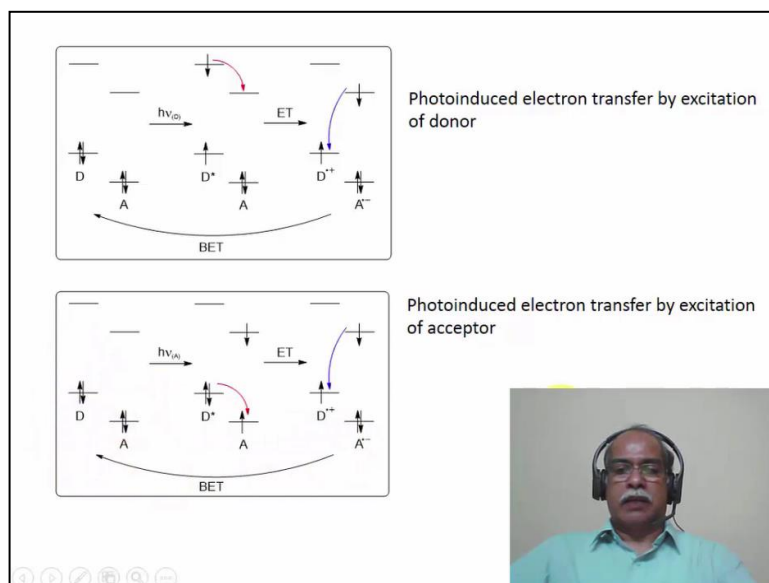 Photoinduced electron transfer by excitation
of donor
hν(D)
ET
D
A
D*
A
D•+
A•−
BET
Photoinduced electron transfer by excitation
of acceptor
hν(A)
ET
D
A
D*
A
D•+
A•−
BET